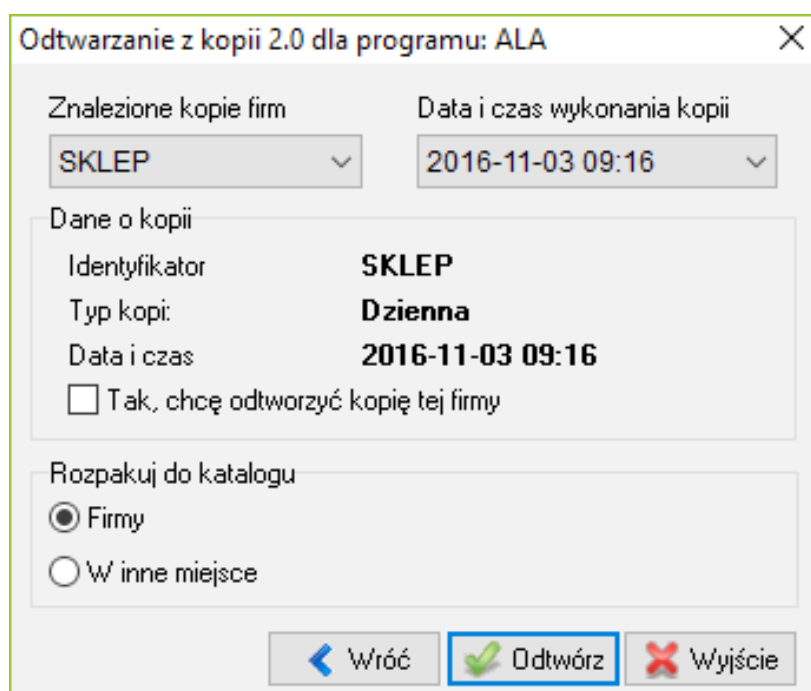 Odtwarzanie z kopii 2.0 dla programu: ALA
Znalezione kopie firm
Data i czas wykonania kopii
SKLEP
2016-11-03 09:16
Dane o kopii
Identyfikator SKLEP
Typ kopi: Dzienna
Data i czas 2016-11-03 09:16
Tak, chcę odtworzyć kopię tej firmy
Rozpakuj do katalogu
Firmy
W inne miejsce
Wróć Odtwórz Wyjście